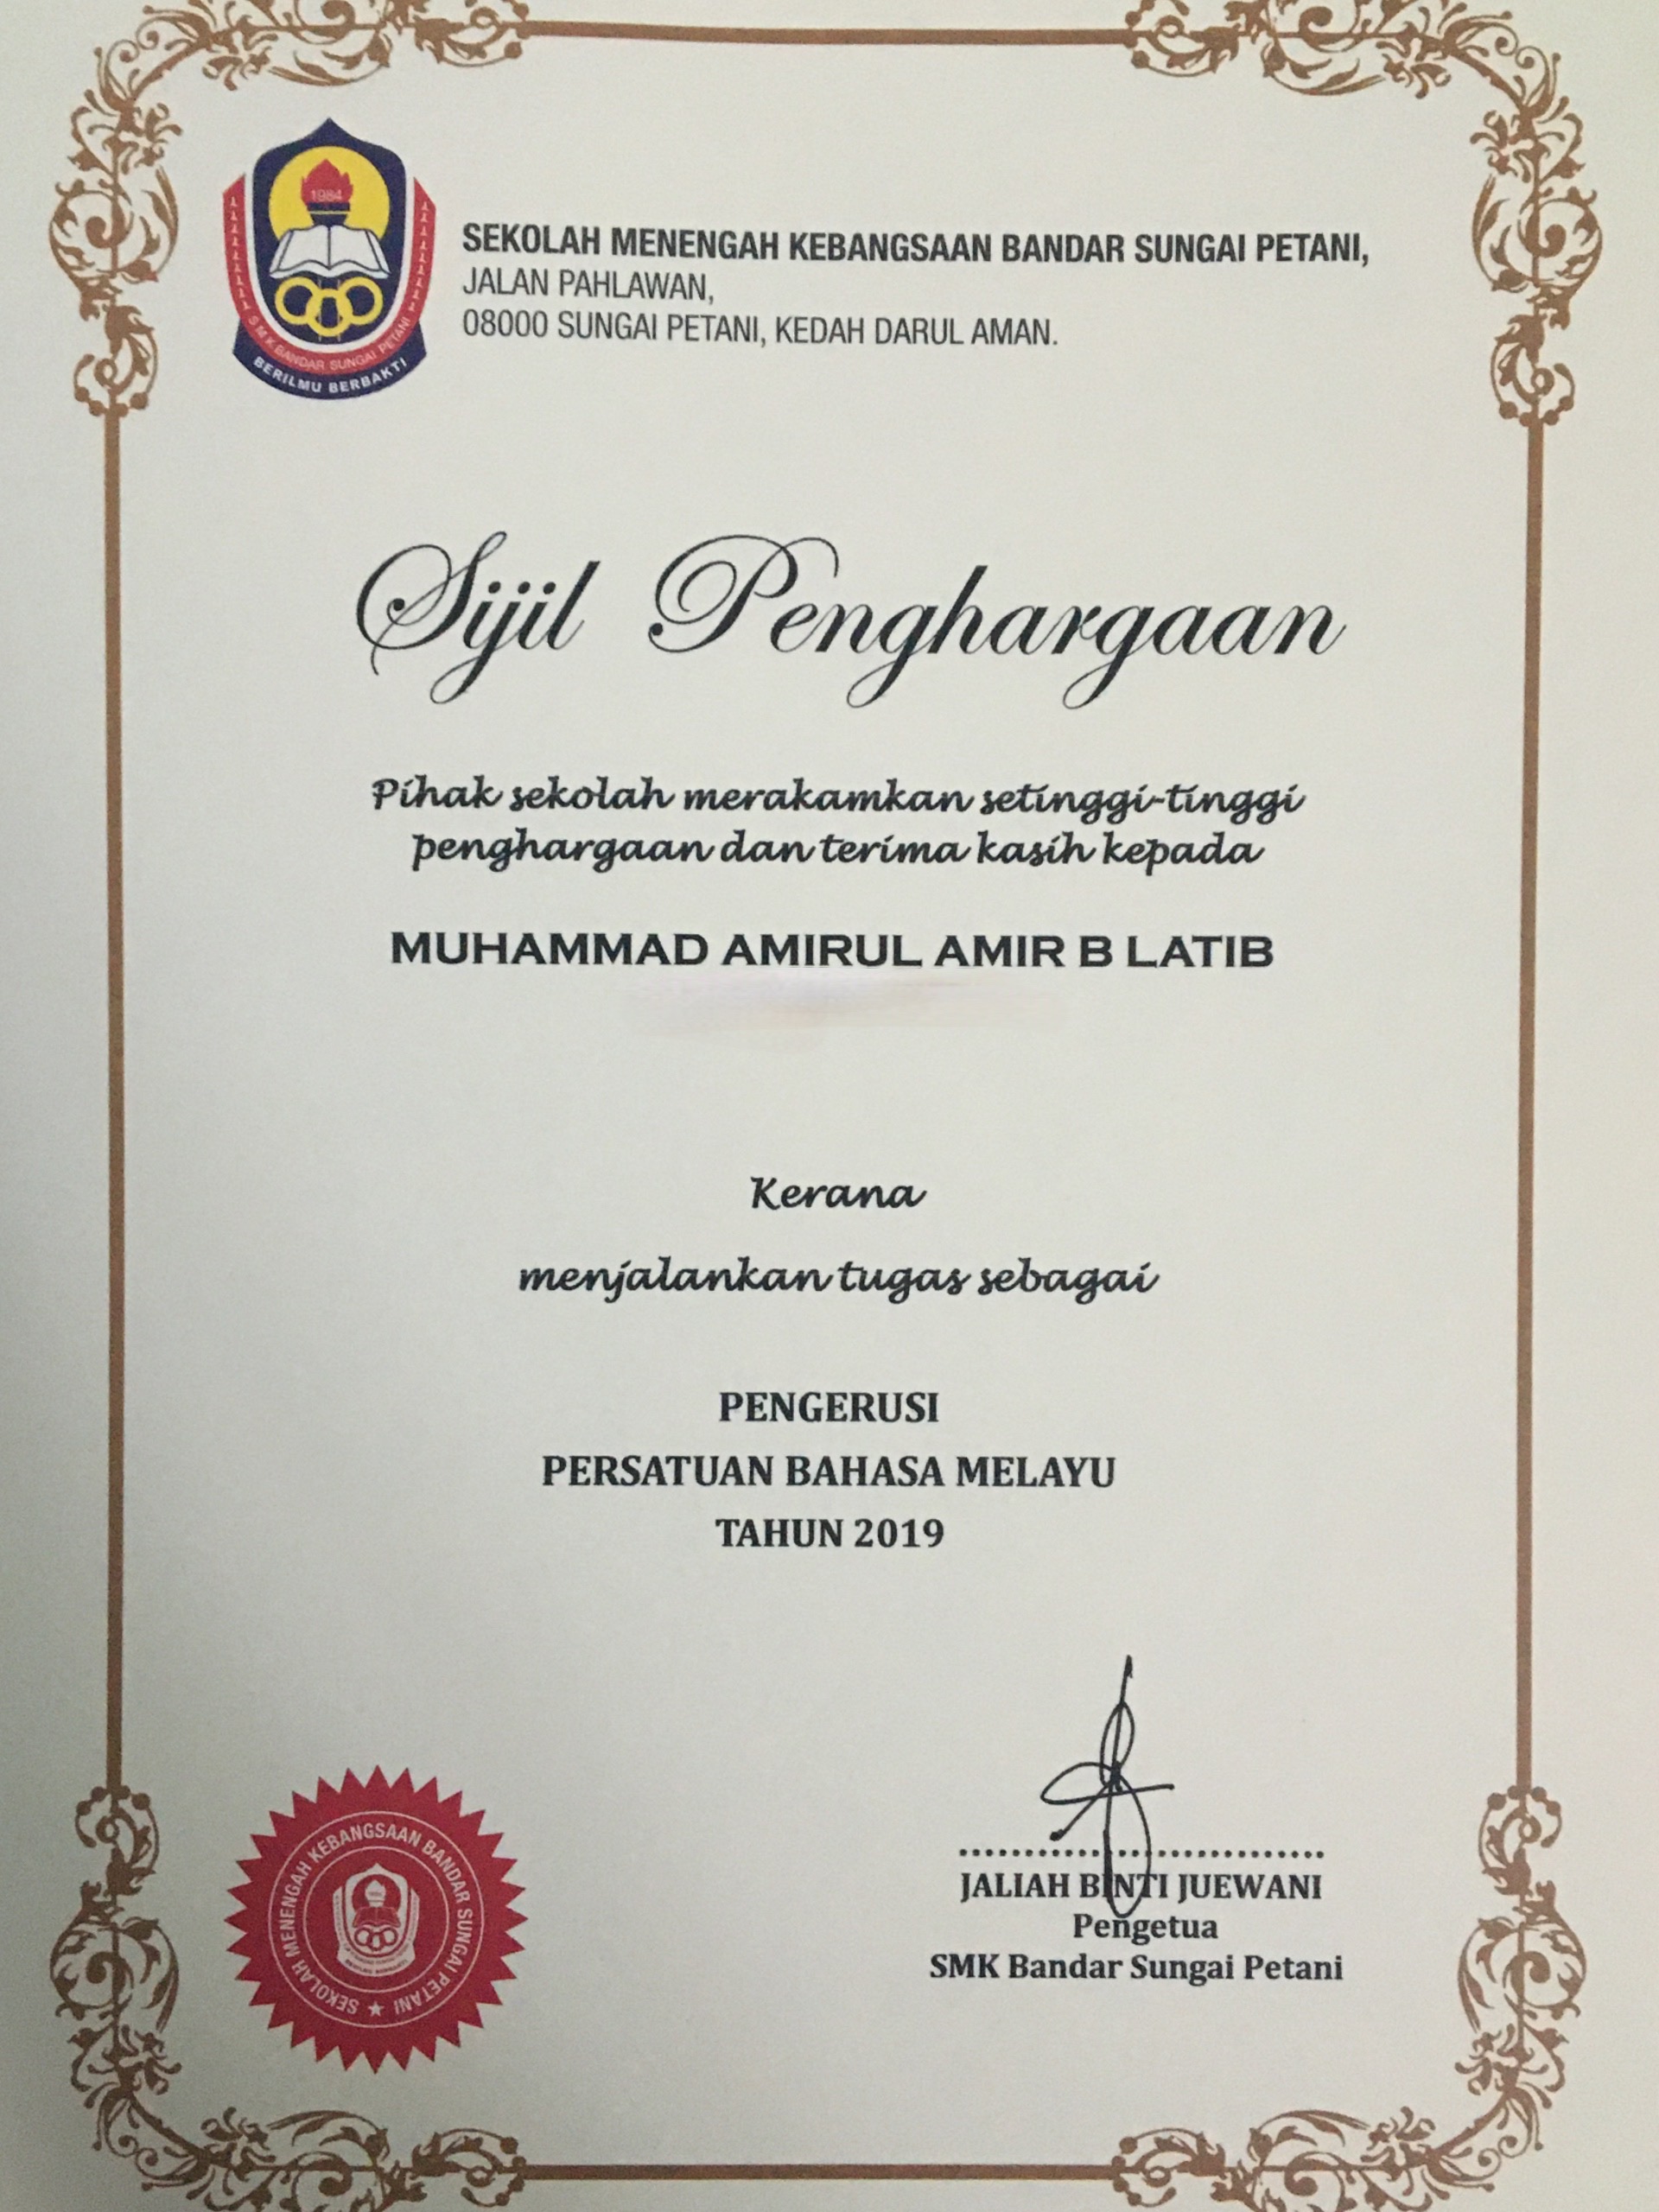 1984
SMK BANDAR SUNGAI PETANI
BERILMU BERBAKTI
SEKOLAH MENENGAH KEBANGSAAN BANDAR SUNGAI PETANI,
JALAN PAHLAWAN,
08000 SUNGAI PETANI, KEDAH DARUL AMAN.
Sijil Penghargaan
Pihak sekolah merakamkan setinggi-tinggi
penghargaan dan terima kasih kepada
MUHAMMAD AMIRUL AMIR B LATIB
Kerana
menjalankan tugas sebagai
PENGERUSI
PERSATUAN BAHASA MELAYU
TAHUN 2019
JALIAH BINTI JUEWANI
Pengetua
SMK Bandar Sungai Petani
SEKOLAH MENENGAH KEBANGSAAN BANDAR SUNGAI PETANI ★